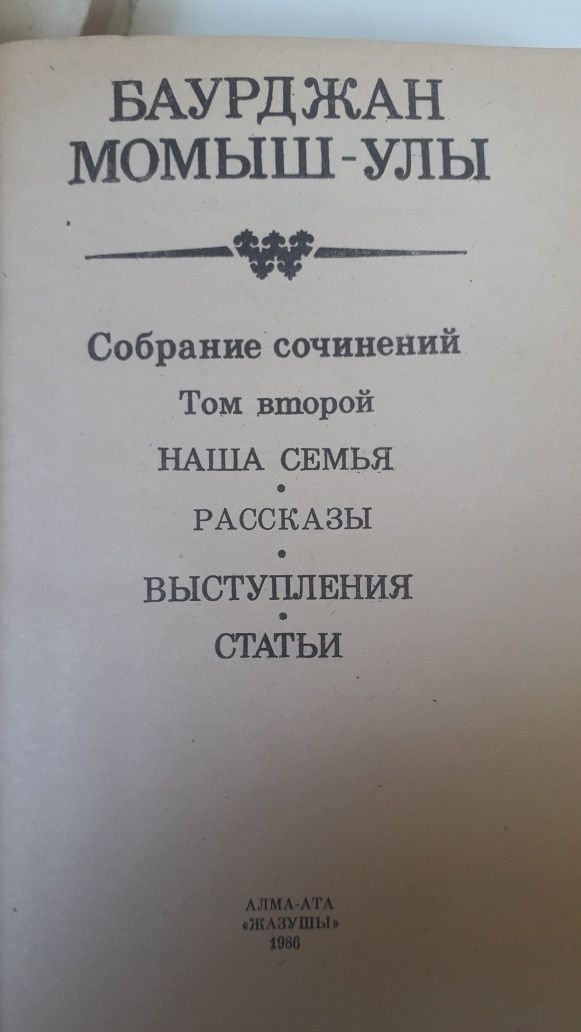 БАУРДЖАН
МОМЫШ-УЛЫ
Собрание сочинений
Том второй
НАША СЕМЬЯ
•
РАССКАЗЫ
•
ВЫСТУПЛЕНИЯ
•
СТАТЬИ
АЛМА-АТА
«ЖАЗУШЫ»
1986